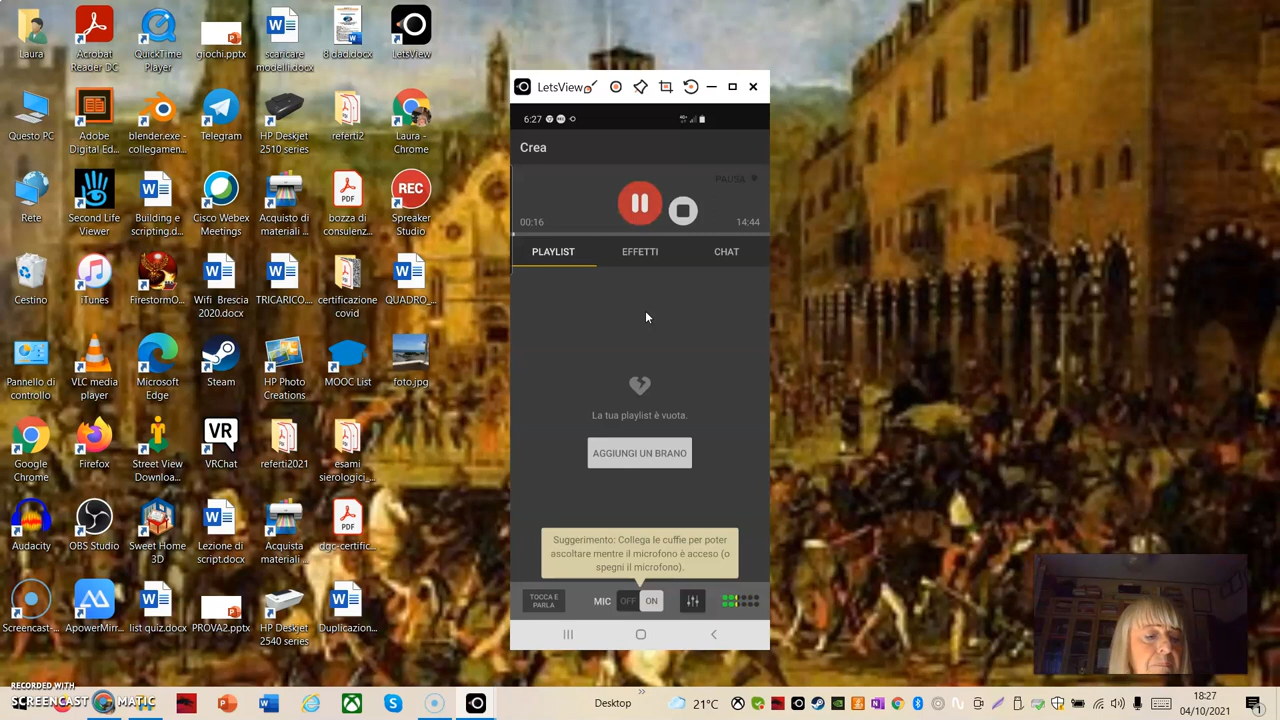 Laura
Acrobat Reader DC
QuickTime Player
giochi.pptx
scaricare modelli.docx
8 dad.docx
LetsView
Questo PC
Adobe Digital Ed...
blender.exe - collegamen...
Telegram
HP Deskjet 2510 series
referti2
Laura - Chrome
Rete
Second Life Viewer
Building e scripting.d...
Cisco Webex Meetings
Acquisto di materiali ...
bozza di consulenz...
REC
Spreaker Studio
Cestino
iTunes
FirestormO...
Wifi Brescia 2020.docx
TRICARICO....
certificazione covid
QUADRO_...
Pannello di controllo
VLC media player
Microsoft Edge
Steam
HP Photo Creations
MOOC List
foto.jpg
Google Chrome
Firefox
Street View Downloa...
VR
VRChat
referti2021
esami sierologici_...
Audacity
OBS Studio
Sweet Home 3D
Lezione di script.docx
Acquista materiali ...
dgc-certific...
Screencast-...
ApowerMirr...
list quiz.docx
PROVA2.pptx
HP Deskjet 2540 series
Duplicazion...
LetsView
6:27
Crea
PAUSA
00:16
14:44
PLAYLIST EFFETTI CHAT
La tua playlist è vuota.
AGGIUNGI UN BRANO
Suggerimento: Collega le cuffie per poter
ascoltare mentre il microfono è acceso (o
spegni il microfono).
TOCCA E
PARLA
MIC OFF ON
RECORDED WITH
SCREENCAST MATIC
Desktop
21°C
18:27
04/10/2021